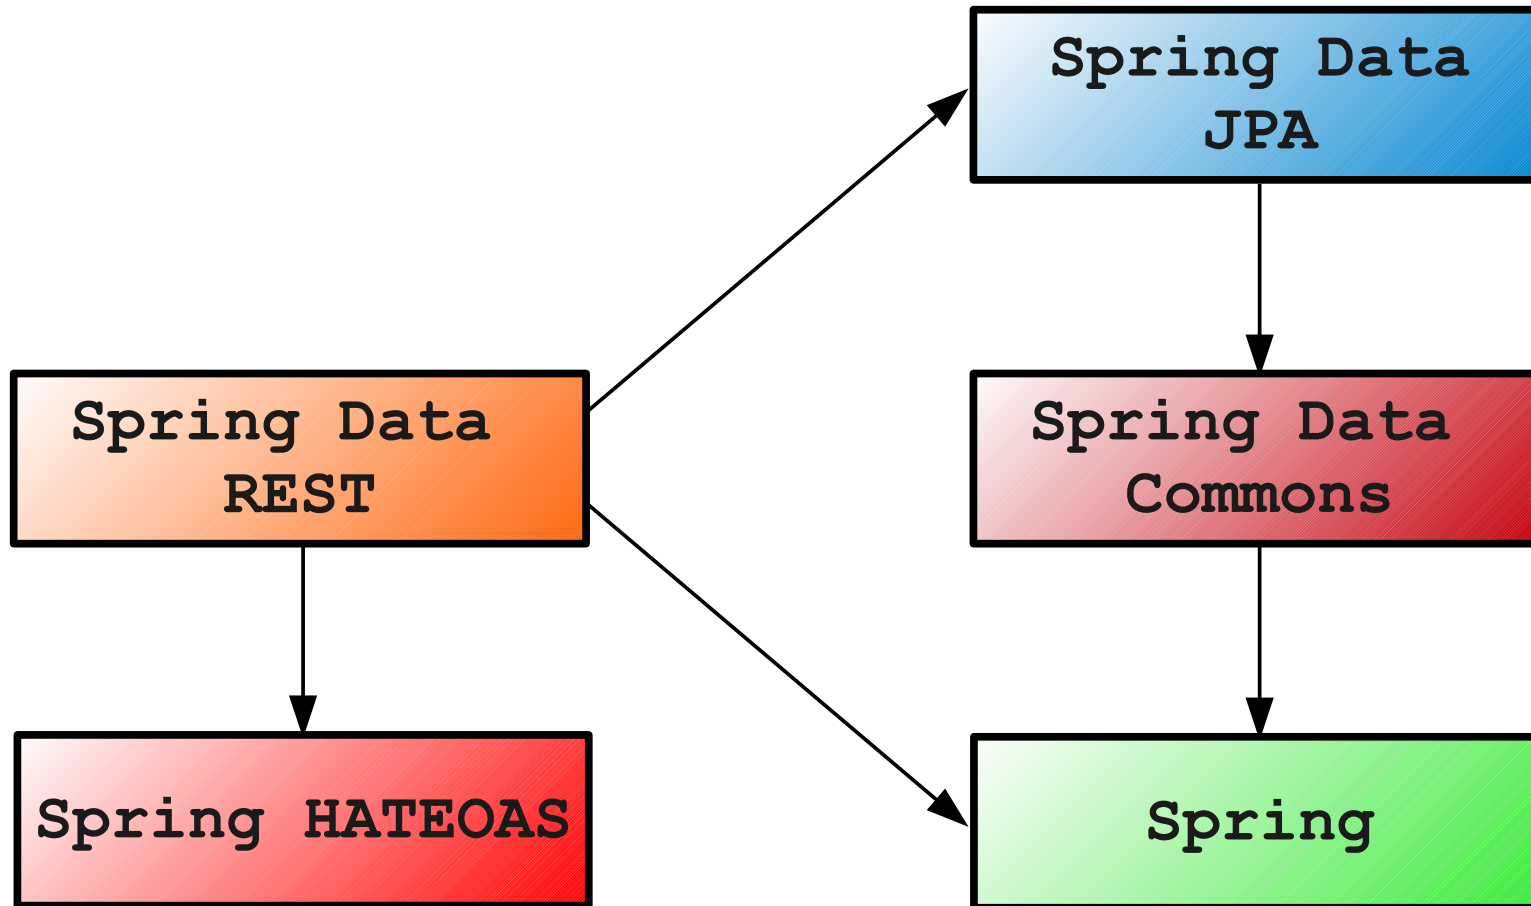 Spring Data
JPA
Spring Data
REST
Spring Data
Commons
Spring HATEOAS
Spring